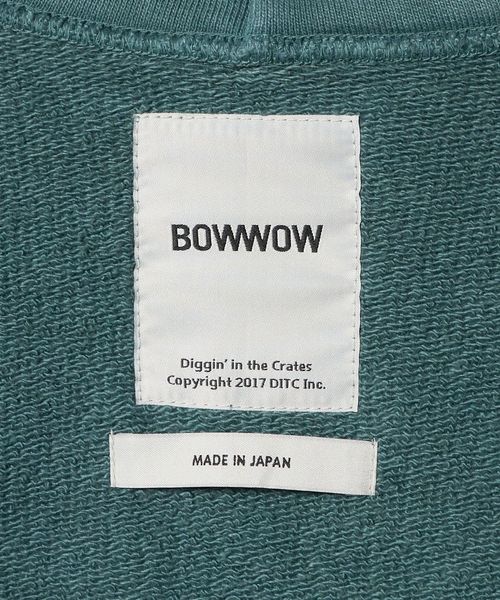 BOWWOW
Diggin' in the Crates
Copyright 2017 DITC Inc.
MADE IN JAPAN